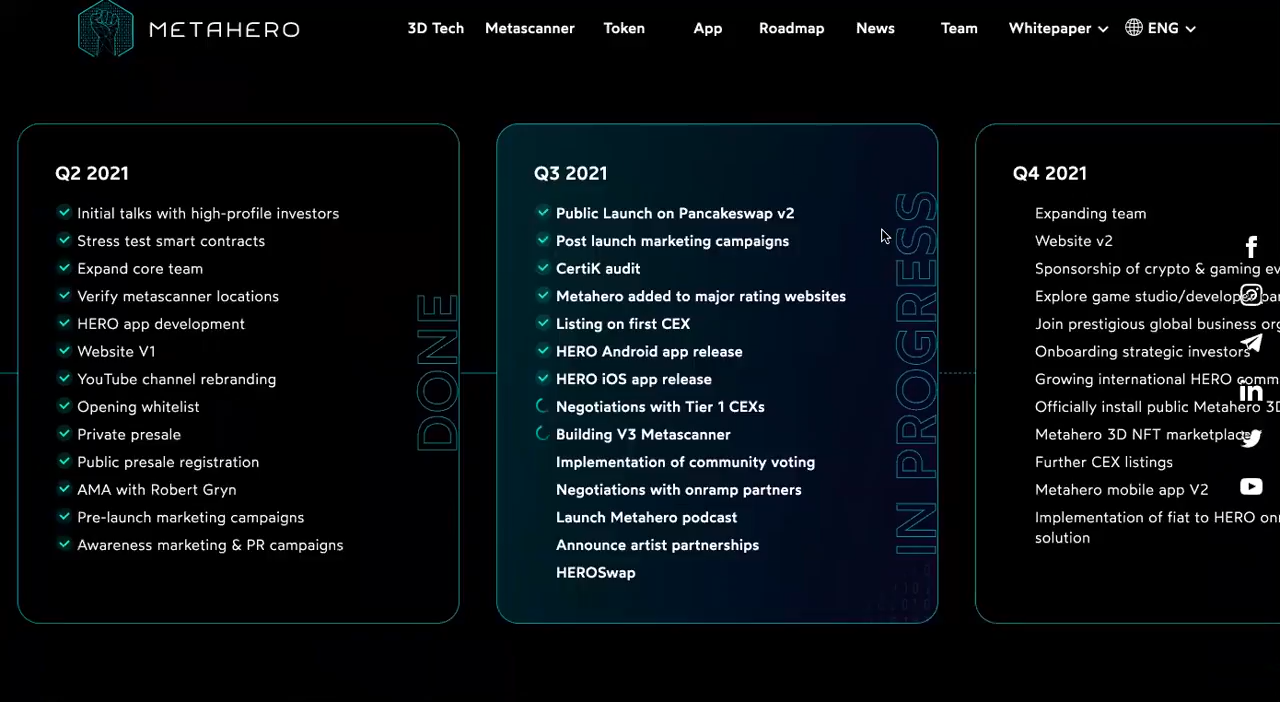 METAHERO
3D Tech
Metascanner
Token
App
Roadmap
News
Team
Whitepaper
ENG
Q2 2021
Initial talks with high-profile investors
Stress test smart contracts
Expand core team
Verify metascanner locations
HERO app development
Website V1
YouTube channel rebranding
Opening whitelist
Private presale
Public presale registration
AMA with Robert Gryn
Pre-launch marketing campaigns
Awareness marketing & PR campaigns
DONE
Q3 2021
Public Launch on Pancakeswap v2
Post launch marketing campaigns
CertiK audit
Metahero added to major rating websites
Listing on first CEX
HERO Android app release
HERO iOS app release
Negotiations with Tier 1 CEXs
Building V3 Metascanner
Implementation of community voting
Negotiations with onramp partners
Launch Metahero podcast
Announce artist partnerships
HEROSwap
IN PROGRESS
Q4 2021
Expanding team
Website v2
Sponsorship of crypto & gaming
Explore game studio/developer
Join prestigious global business
Onboarding strategic investors
Growing international HERO
Officially install public Metahero 3D
Metahero 3D NFT marketplace
Further CEX listings
Metahero mobile app V2
Implementation of fiat to HERO
solution